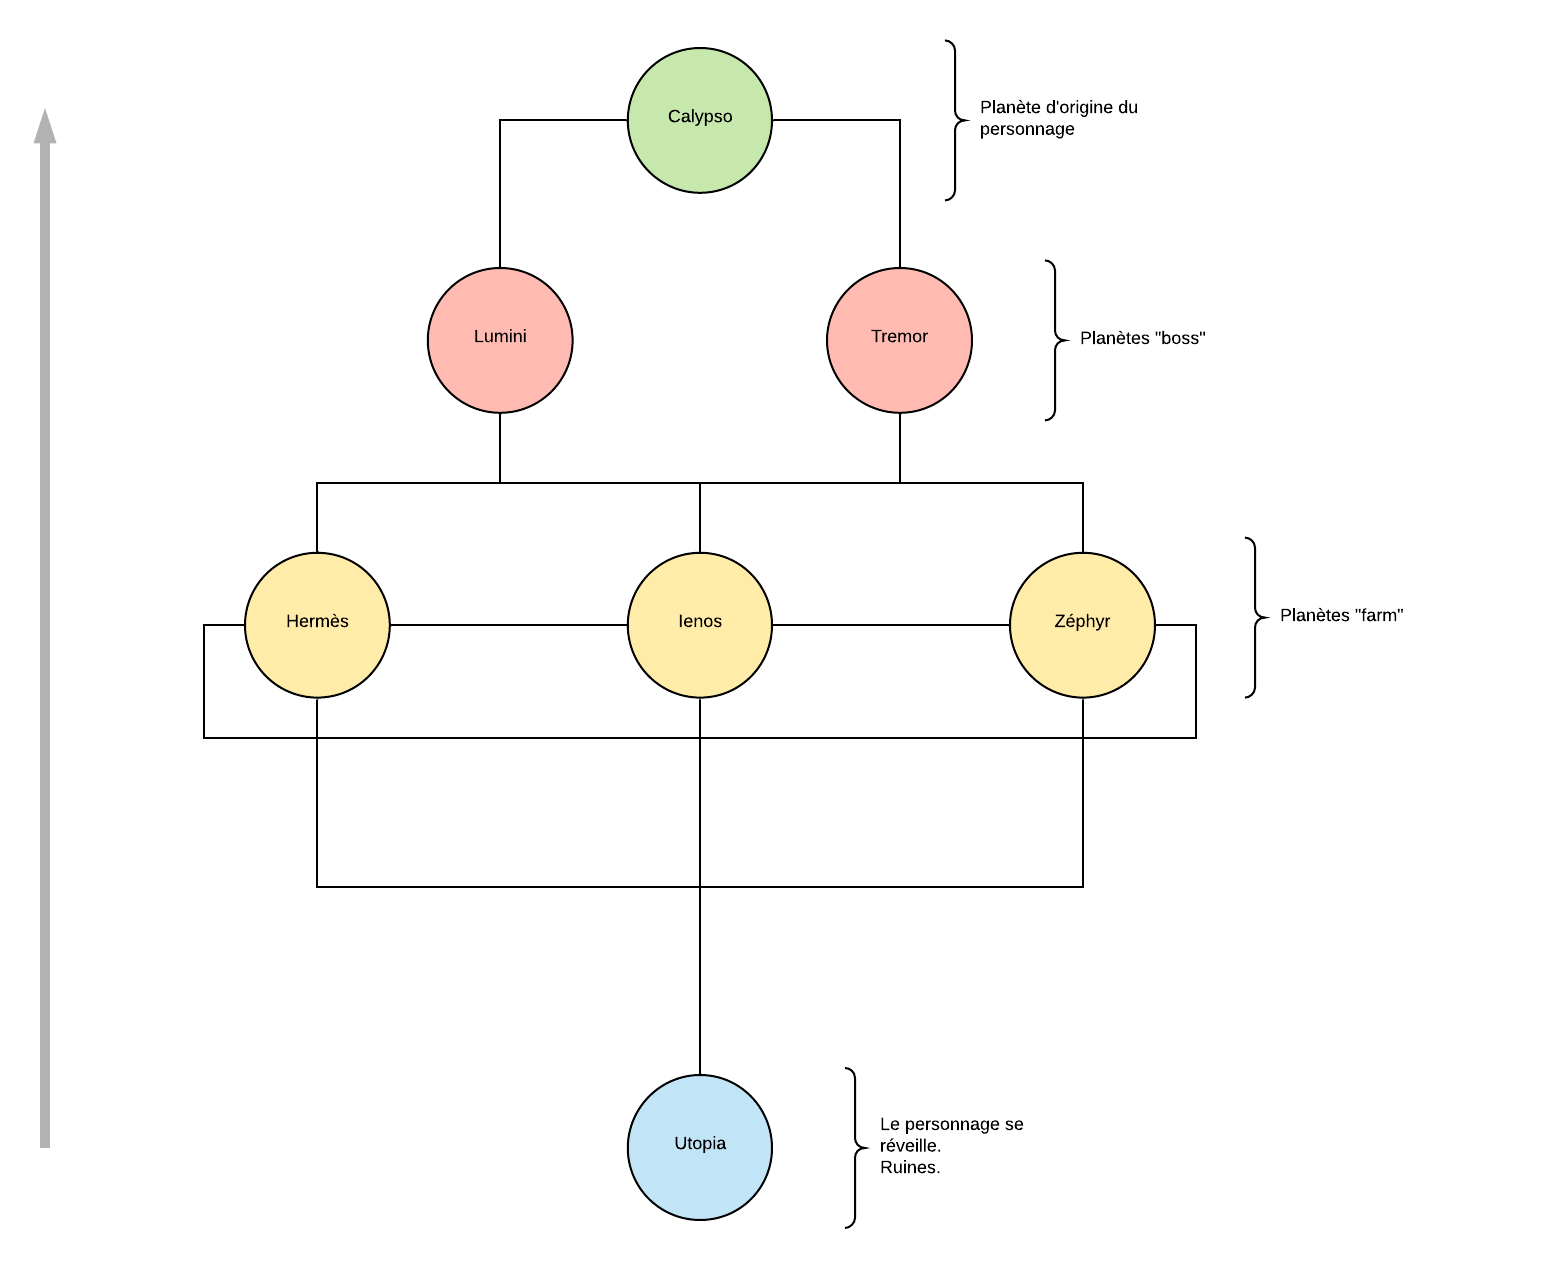 Calypso
Planète d'origine du
personnage
Lumini
Tremor
Planètes "boss"
Hermès
Ienos
Zéphyr
Planètes "farm"
Utopia
Le personnage se
réveille.
Ruines.